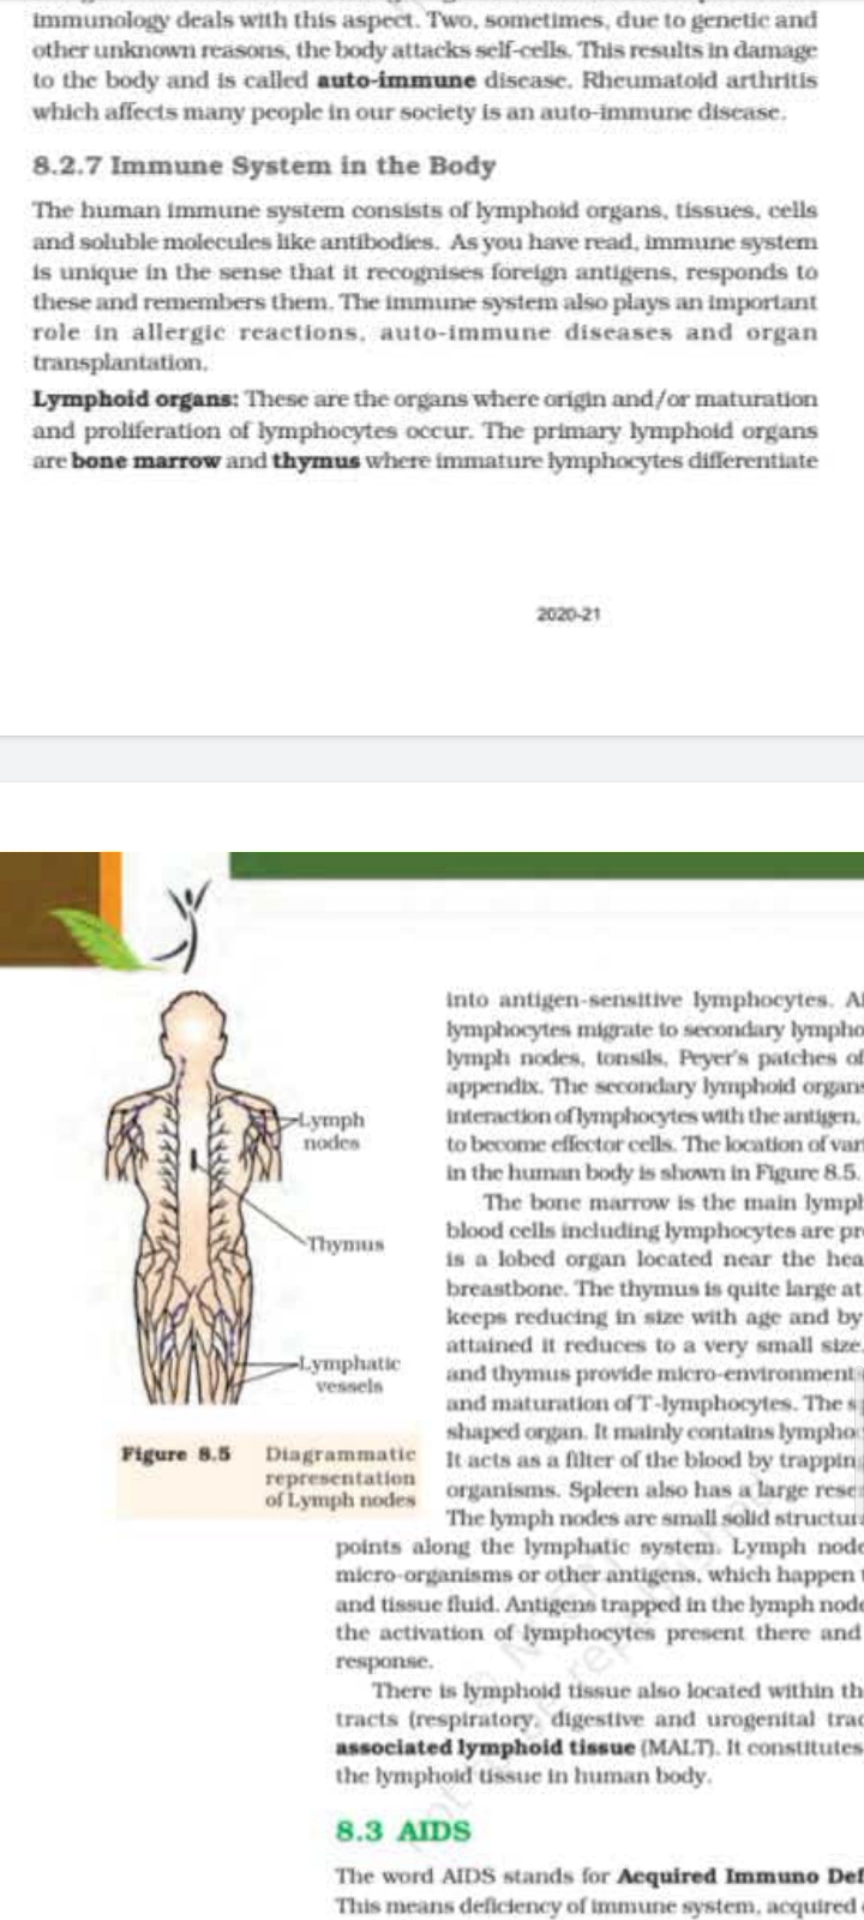 immunology deals with this aspect. Two, sometimes, due to genetic and
other unknown reasons, the body attacks self-cells. This results in damage
to the body and is called auto-immune disease. Rheumatoid arthritis
which affects many people in our society is an auto-immune disease.
8.2.7 Immune System in the Body
The human immune system consists of lymphoid organs, tissues, cells
and soluble molecules like antibodies. As you have read, immune system
is unique in the sense that it recognises foreign antigens, responds to
these and remembers them. The immune system also plays an important
role in allergic reactions, auto-immune diseases and organ
transplantation.
Lymphoid organs: These are the organs where origin and/or maturation
and proliferation of lymphocytes occur. The primary lymphoid organs
are bone marrow and thymus where immature lymphocytes differentiate
2020-21
Lymph
nodes
Thymus
Lymphatic
vessels
Figure 8.5 Diagrammatic
representation
of Lymph nodes
into antigen-sensitive lymphocytes.
lymphocytes migrate to secondary lympho
lymph nodes, tonsils, Peyer's patches of
appendix. The secondary lymphoid organs
interaction of lymphocytes with the antigen,
to become effector cells. The location of var
in the human body is shown in Figure 8.5.
The bone marrow is the main lymph
blood cells including lymphocytes are pr
is a lobed organ located near the hea
breastbone. The thymus is quite large at
keeps reducing in size with age and by
attained it reduces to a very small size.
and thymus provide micro-environment
and maturation of T-lymphocytes. The s
shaped organ. It mainly contains lympho
It acts as a filter of the blood by trappin
organisms. Spleen also has a large rese
The lymph nodes are small solid structur
points along the lymphatic system. Lymph node
micro-organisms or other antigens, which happen t
and tissue fluid. Antigens trapped in the lymph node
the activation of lymphocytes present there and
response.
There is lymphoid tissue also located within th
tracts (respiratory, digestive and urogenital trac
associated lymphoid tissue (MALT). It constitutes
the lymphoid tissue in human body.
8.3 AIDS
The word AIDS stands for Acquired Immuno Def
This means deficiency of immune system, acquired